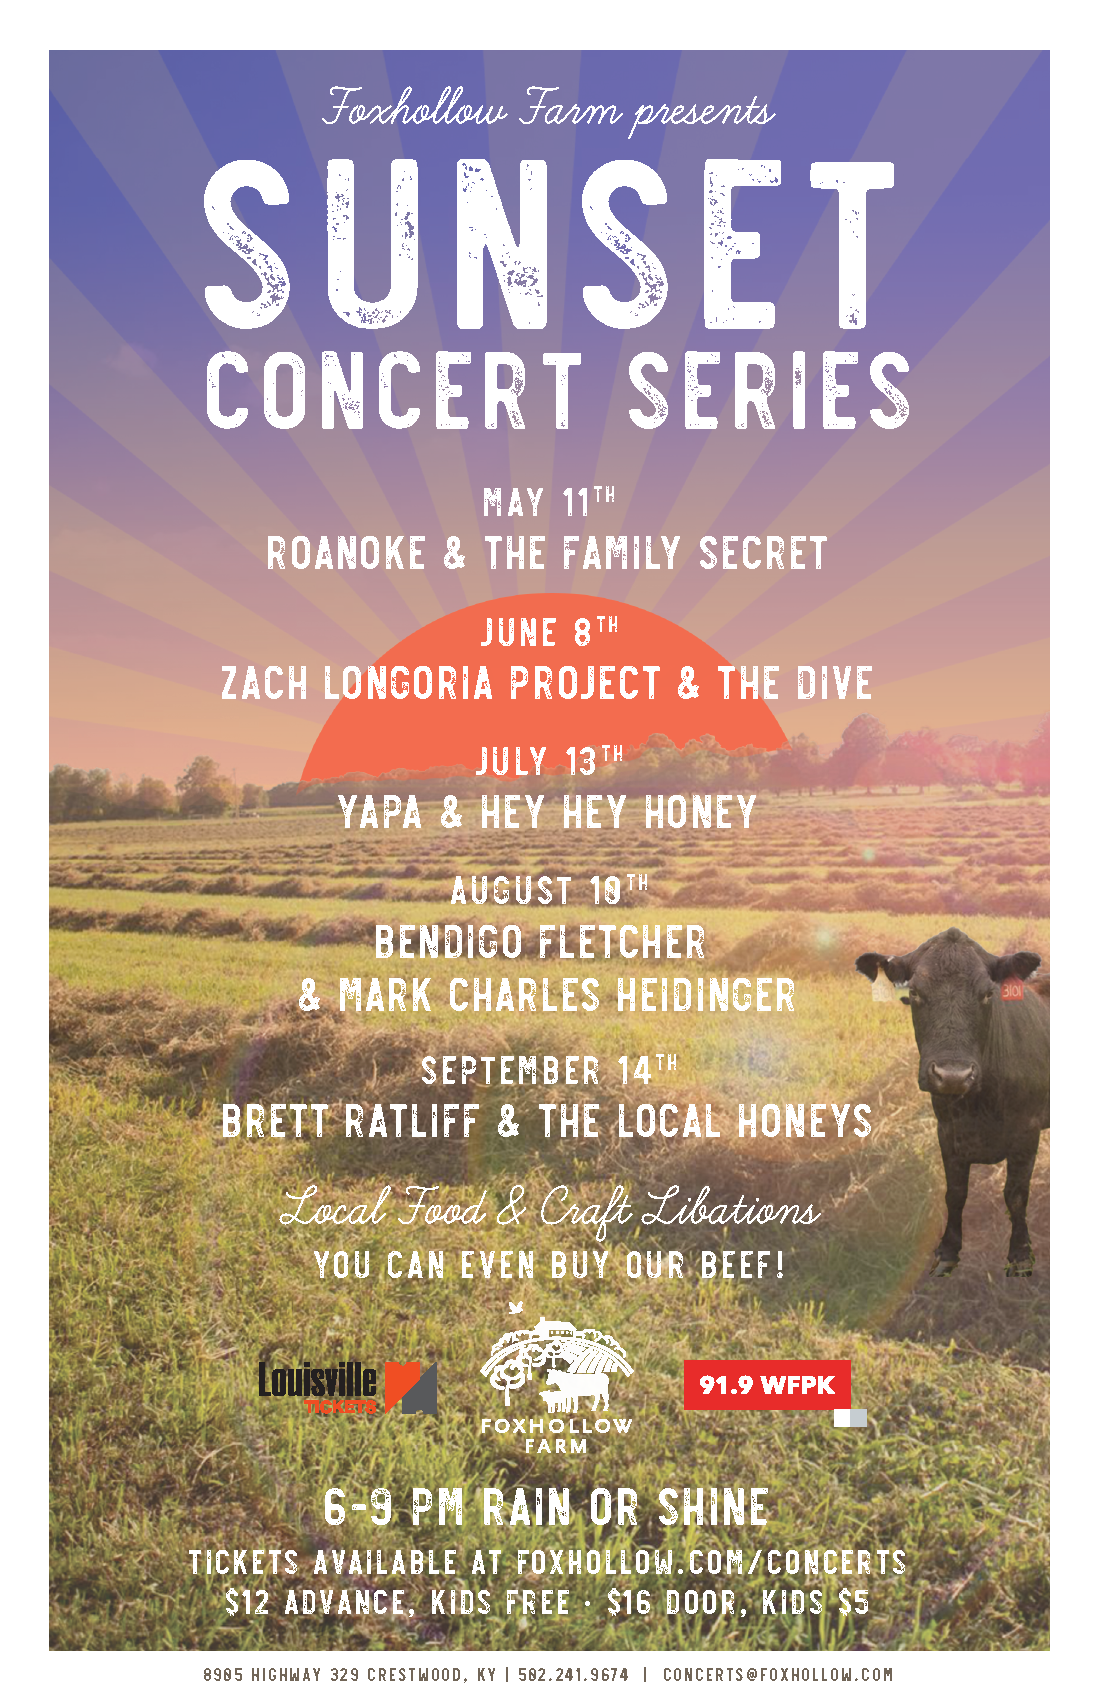 Foxhollow Farm presents
SUNSET
CONCERT SERIES
MAY 11TH
ROANOKE & THE FAMILY SECRET
JUNE 8TH
ZACH LONGORIA PROJECT & THE DIVE
JULY 13TH
YAPA & HEY HEY HONEY
AUGUST 10TH
BENDIGO FLETCHER
& MARK CHARLES HEIDINGER
3101
SEPTEMBER 14TH
BRETT RATLIFF & THE LOCAL HONEYS
Local Food & Craft Libations
YOU CAN EVEN BUY OUR BEEF!
Louisville
TICKETS
FOXHOLLOW
FARM
91.9 WFPK
6-9 PM RAIN OR SHINE
TICKETS AVAILABLE AT FOXHOLLOW.COM/CONCERTS
$12 ADVANCE, KIDS FREE · $16 DOOR, KIDS $5
8905 HIGHWAY 329 CRESTWOOD, KY | 502.241.9674 | CONCERTS@FOXHOLLOW.COM